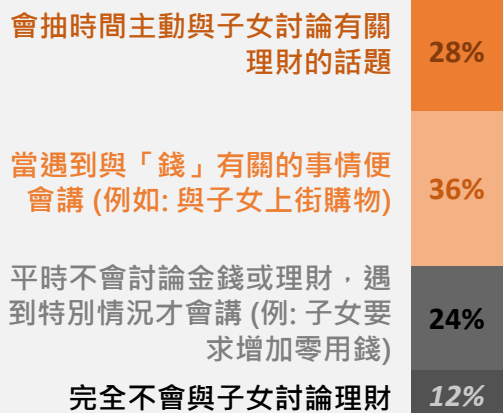 會抽時間主動與子女討論有關
理財的話題
28%
當遇到與「錢」有關的事情便
會講 (例如: 與子女上街購物)
36%
平時不會討論金錢或理財，遇
到特別情況才會講 (例: 子女要
求增加零用錢)
24%
完全不會與子女討論理財
12%